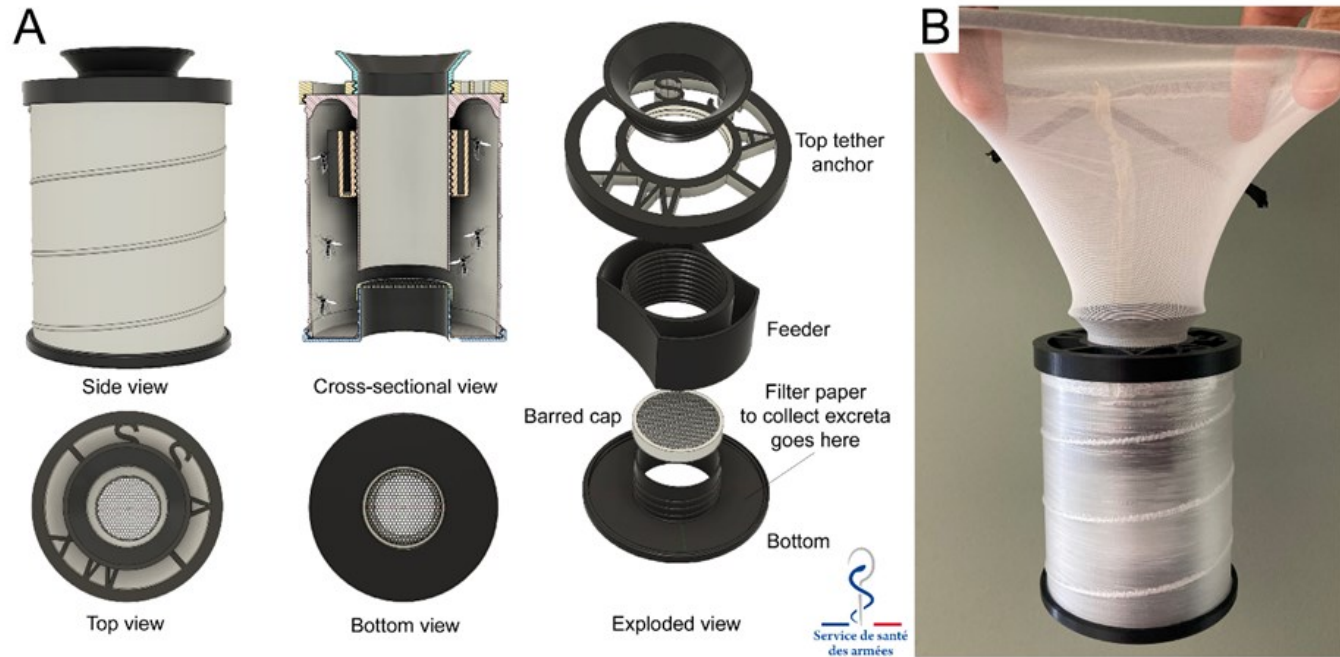 A
B
Top tether
anchor
Feeder
Side view
Cross-sectional view
Barred cap
Filter paper
to collect excreta
goes here
Bottom
Top view
Bottom view
Exploded view
Service de santé
des armées